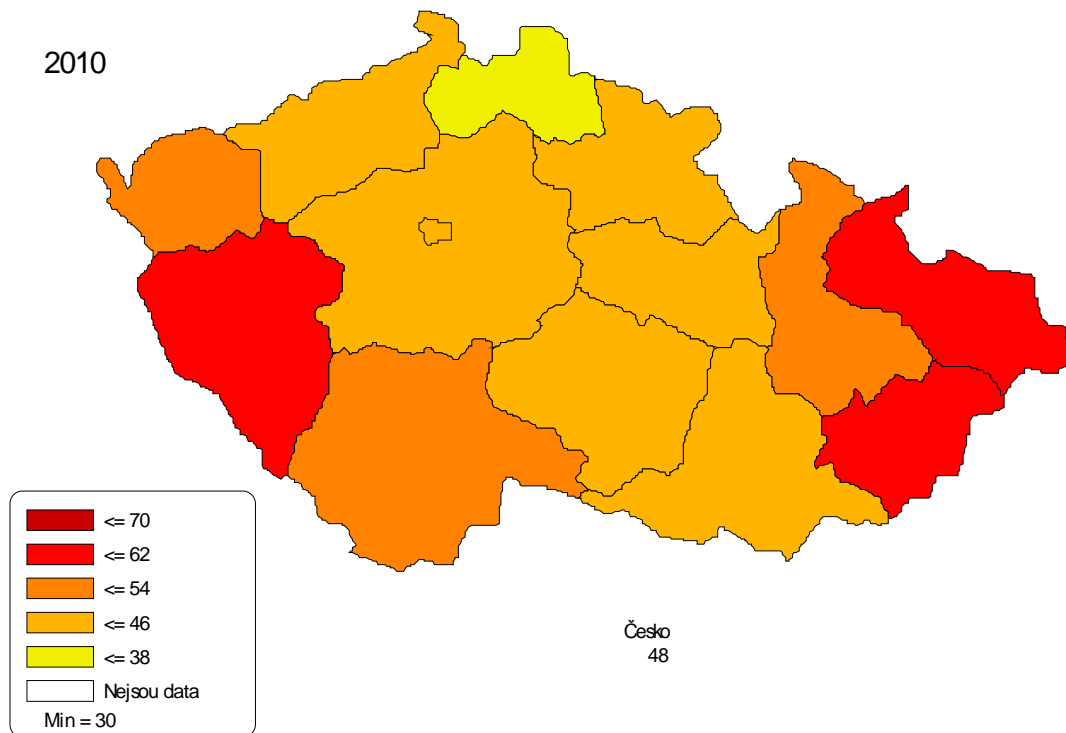 2010
<= 70
<= 62
<= 54
<= 46
<= 38
Nejsou data
Min = 30
Česko
48